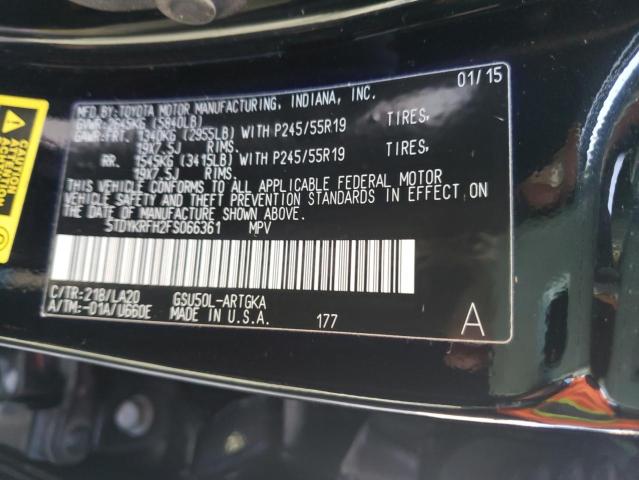 01/15
MFD.BY:TOYOTA MOTOR MANUFACTURING, INDIANA, INC.
GVWR 2695KG (5940LB)
GAWR:FRT. 1340KG (2955LB) WITH P245/55R19 TIRES,
19X7.5J RIMS.
RR. 1545KG (3415LB) WITH P245/55R19 TIRES,
19X7.5J RIMS.
THIS VEHICLE CONFORMS TO ALL APPLICABLE FEDERAL MOTOR
VEHICLE SAFETY AND THEFT PREVENTION STANDARDS IN EFFECT ON
THE DATE OF MANUFACTURE SHOWN ABOVE.
5TDYKRFH2FS066361 MPV
C/TR:218/LA20 GSU50L-ARTGKA
A/TM:-01A/U660E MADE IN U.S.A. 177 A
CAUTION